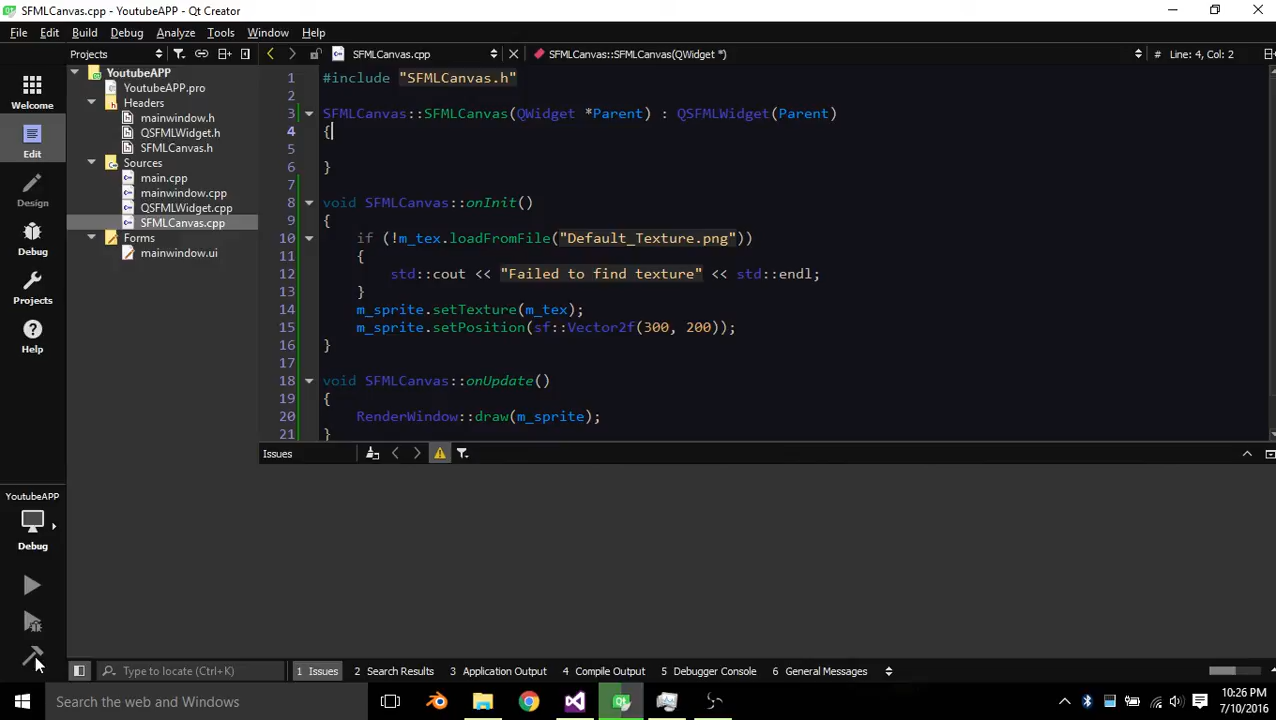 SFMLCanvas.cpp - YoutubeAPP - Qt Creator
File Edit Build Debug Analyze Tools Window Help
Projects
SFMLCanvas.cpp
SFMLCanvas::SFMLCanvas(QWidget *)
# Line: 4, Col: 2
Welcome
Edit
Design
Debug
Projects
Help
YoutubeAPP
YoutubeAPP.pro
Headers
mainwindow.h
QSFMLWidget.h
SFMLCanvas.h
Sources
main.cpp
mainwindow.cpp
QSFMLWidget.cpp
SFMLCanvas.cpp
Forms
mainwindow.ui
1 #include "SFMLCanvas.h"
2
3 SFMLCanvas::SFMLCanvas(QWidget *Parent) : QSFMLWidget(Parent)
4 {
5
6 }
7
8 void SFMLCanvas::onInit()
9 {
10 if (!m_tex.loadFromFile("Default_Texture.png"))
11 {
12 std::cout << "Failed to find texture" << std::endl;
13 }
14 m_sprite.setTexture(m_tex);
15 m_sprite.setPosition(sf::Vector2f(300, 200));
16 }
17
18 void SFMLCanvas::onUpdate()
19 {
20 RenderWindow::draw(m_sprite);
21 }
Issues
YoutubeAPP
Debug
Type to locate (Ctrl+K)
1 Issues 2 Search Results 3 Application Output 4 Compile Output 5 Debugger Console 6 General Messages
Search the web and Windows
10:26 PM
7/10/2016